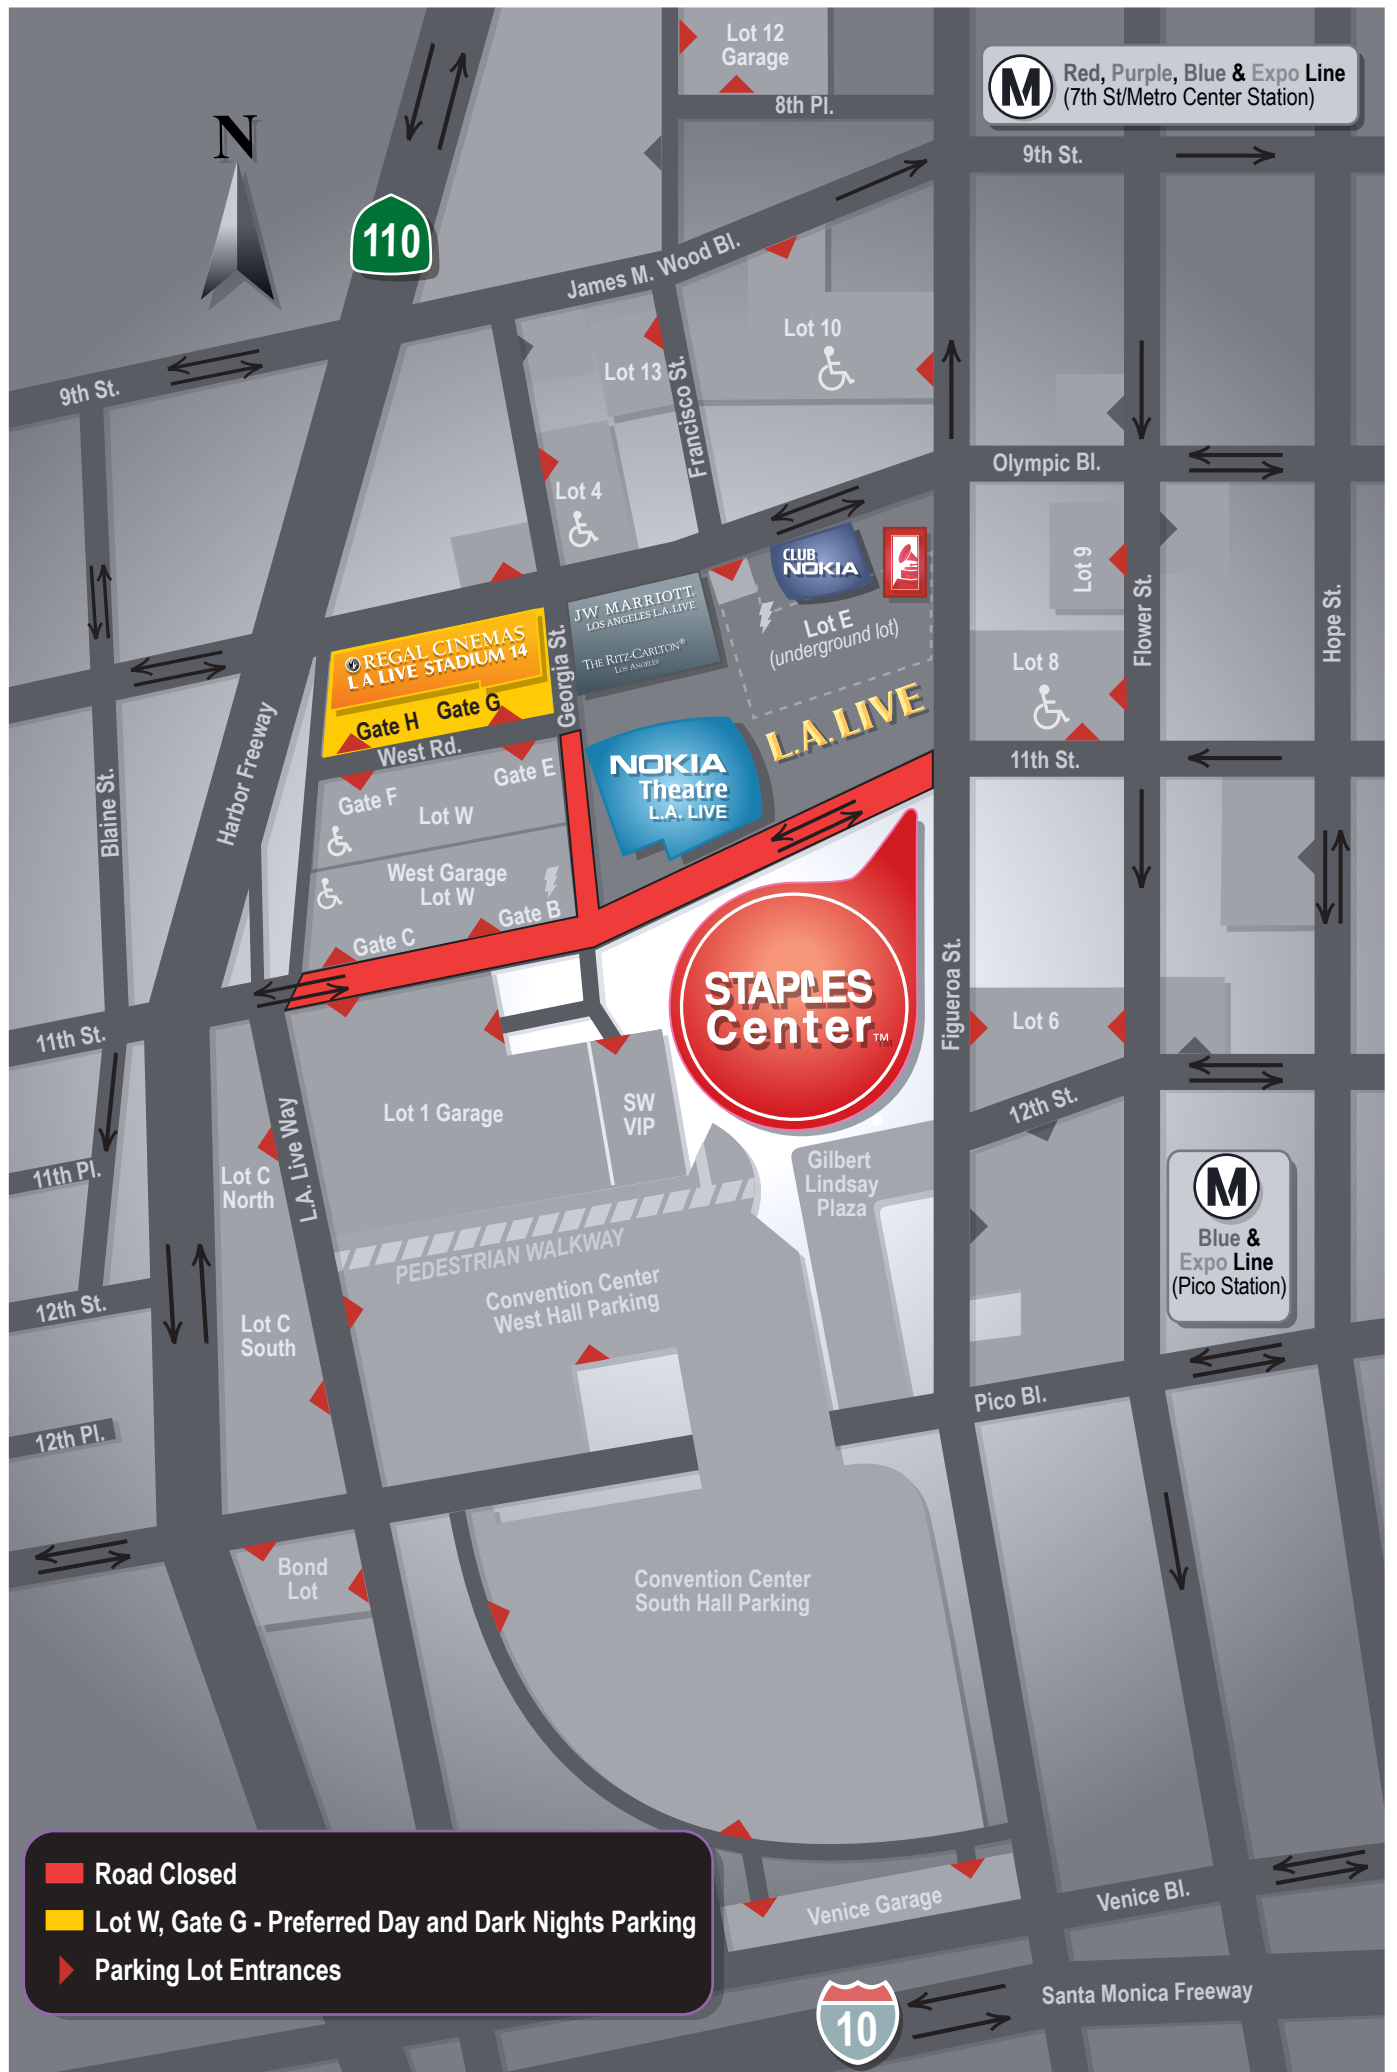 Lot 12
Garage
8th Pl.
M
Red, Purple, Blue & Expo Line
(7th St/Metro Center Station)
N
9th St.
110
James M. Wood Bl.
Lot 10
Lot 13
Francisco St.
9th St.
Olympic Bl.
Lot 4
CLUB
NOKIA
Lot 9
Flower St.
Hope St.
JW MARRIOTT
LOS ANGELES L.A. LIVE
THE RITZ-CARLTON®
LOS ANGELES
Lot E
(underground lot)
REGAL CINEMAS
L A LIVE STADIUM 14
Gate H
Gate G
Georgia St.
Lot 8
L.A. LIVE
West Rd.
Harbor Freeway
Blaine St.
NOKIA
Theatre
L.A. LIVE
11th St.
Gate E
Gate F
Lot W
West Garage
Lot W
Gate B
Gate C
STAPLES
Center™
Figueroa St.
Lot 6
11th St.
12th St.
Lot 1 Garage
SW
VIP
L.A. Live Way
Lot C
North
11th Pl.
Gilbert
Lindsay
Plaza
M
Blue &
Expo Line
(Pico Station)
PEDESTRIAN WALKWAY
Convention Center
West Hall Parking
12th St.
Lot C
South
Pico Bl.
12th Pl.
Bond
Lot
Convention Center
South Hall Parking
Venice Garage
Venice Bl.
Road Closed
Lot W, Gate G - Preferred Day and Dark Nights Parking
Parking Lot Entrances
10
Santa Monica Freeway